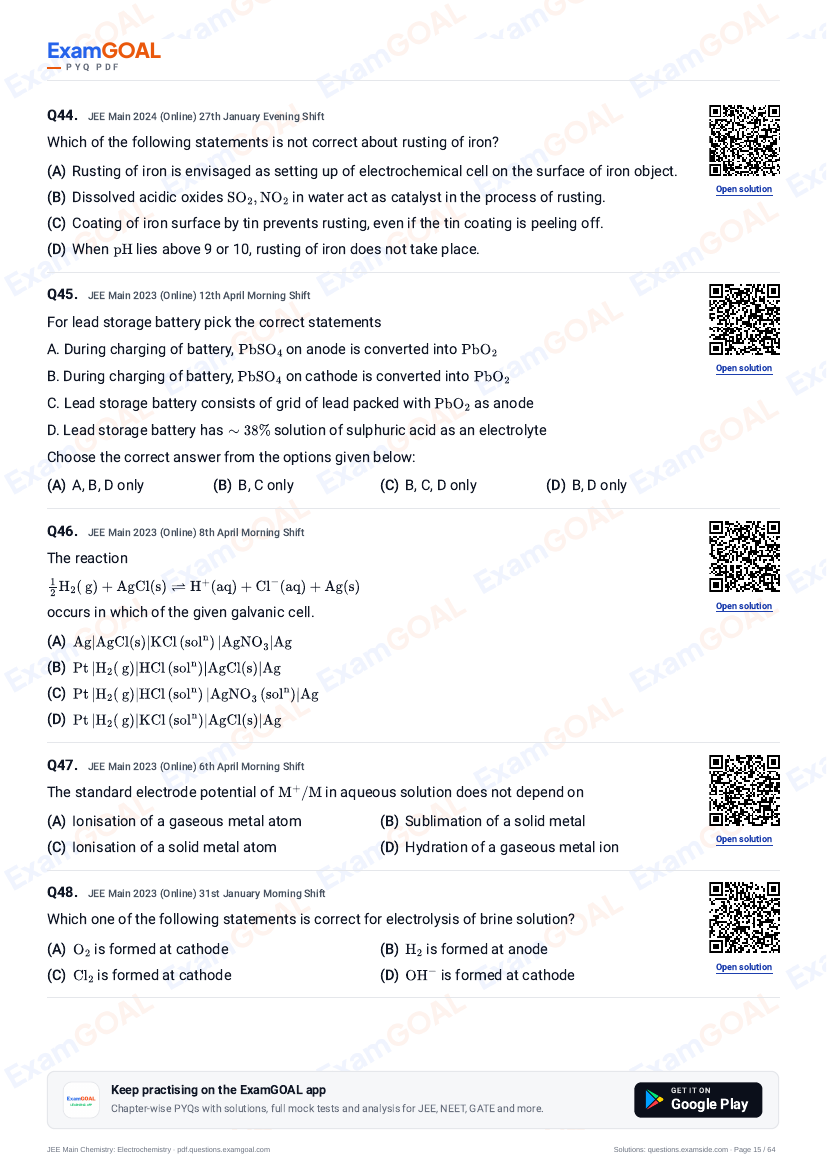 ExamGOAL
PYQ PDF
Q44. JEE Main 2024 (Online) 27th January Evening Shift
Which of the following statements is not correct about rusting of iron?
(A) Rusting of iron is envisaged as setting up of electrochemical cell on the surface of iron object.
(B) Dissolved acidic oxides SO₂, NO₂ in water act as catalyst in the process of rusting.
(C) Coating of iron surface by tin prevents rusting, even if the tin coating is peeling off.
(D) When pH lies above 9 or 10, rusting of iron does not take place.
Open solution
Q45. JEE Main 2023 (Online) 12th April Morning Shift
For lead storage battery pick the correct statements
A. During charging of battery, PbSO₄ on anode is converted into PbO₂
B. During charging of battery, PbSO₄ on cathode is converted into PbO₂
C. Lead storage battery consists of grid of lead packed with PbO₂ as anode
D. Lead storage battery has ∼ 38% solution of sulphuric acid as an electrolyte
Choose the correct answer from the options given below:
(A) A, B, D only (B) B, C only (C) B, C, D only (D) B, D only
Open solution
Q46. JEE Main 2023 (Online) 8th April Morning Shift
The reaction
½H₂( g) + AgCl(s) ⇌ H⁺(aq) + Cl⁻(aq) + Ag(s)
occurs in which of the given galvanic cell.
(A) Ag|AgCl(s)|KCl (solⁿ) |AgNO₃|Ag
(B) Pt |H₂( g)|HCl (solⁿ)|AgCl(s)|Ag
(C) Pt |H₂( g)|HCl (solⁿ) |AgNO₃ (solⁿ)|Ag
(D) Pt |H₂( g)|KCl (solⁿ)|AgCl(s)|Ag
Open solution
Q47. JEE Main 2023 (Online) 6th April Morning Shift
The standard electrode potential of M⁺/M in aqueous solution does not depend on
(A) Ionisation of a gaseous metal atom (B) Sublimation of a solid metal
(C) Ionisation of a solid metal atom (D) Hydration of a gaseous metal ion
Open solution
Q48. JEE Main 2023 (Online) 31st January Morning Shift
Which one of the following statements is correct for electrolysis of brine solution?
(A) O₂ is formed at cathode (B) H₂ is formed at anode
(C) Cl₂ is formed at cathode (D) OH⁻ is formed at cathode
Open solution
Keep practising on the ExamGOAL app
Chapter-wise PYQs with solutions, full mock tests and analysis for JEE, NEET, GATE and more.
ExamGOAL
GET IT ON
Google Play
JEE Main Chemistry: Electrochemistry · pdf.questions.examgoal.com Solutions: questions.examside.com · Page 15 / 64